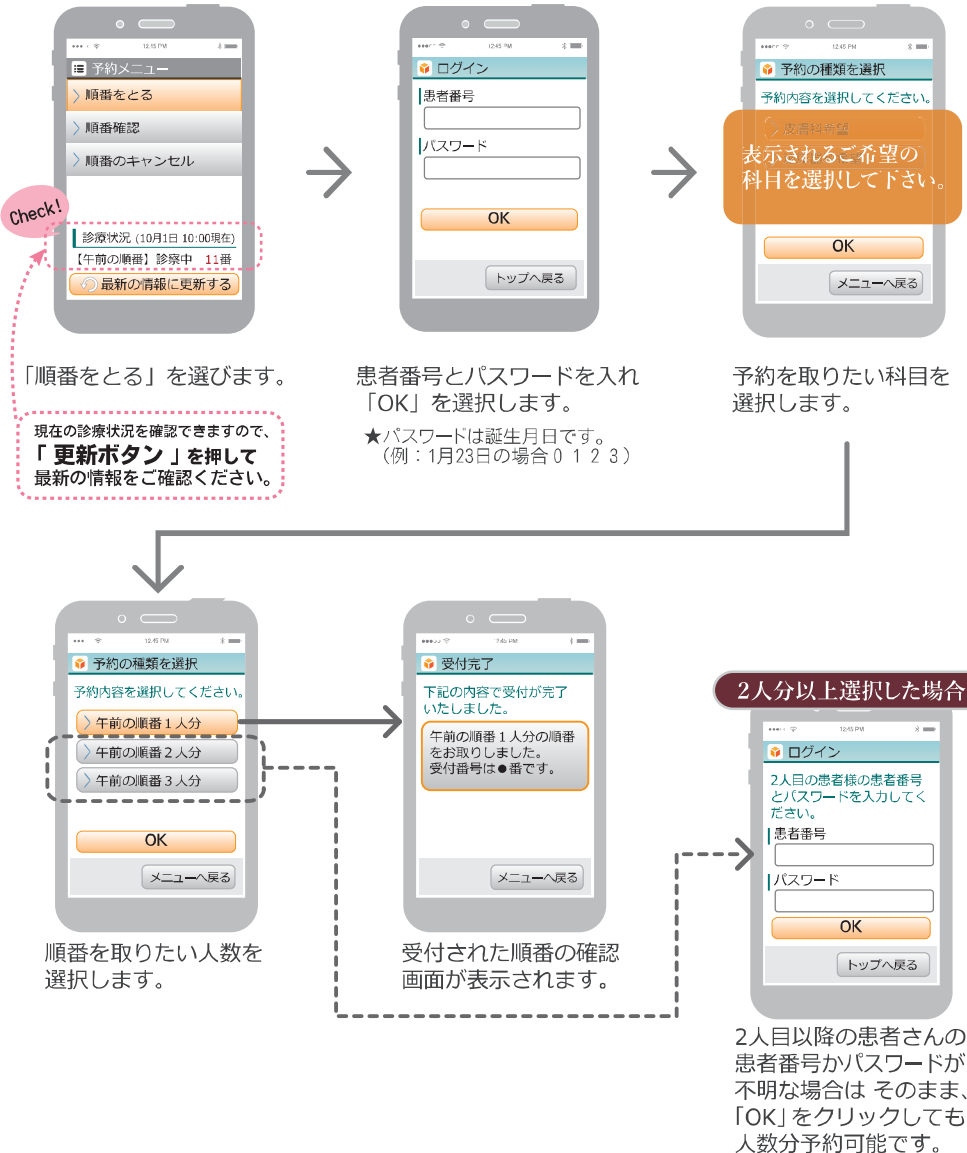 12:45 PM
予約メニュー
順番をとる
順番確認
順番のキャンセル
Check!
診療状況 (10月1日 10:00現在)
【午前の順番】診察中 11番
最新の情報に更新する
「順番をとる」を選びます。
現在の診療状況を確認できますので、
「 更新ボタン 」を押して
最新の情報をご確認ください。
12:45 PM
ログイン
患者番号
パスワード
OK
トップへ戻る
患者番号とパスワードを入れ
「OK」を選択します。
★パスワードは誕生月日です。
（例：1月23日の場合０１２３）
12:45 PM
予約の種類を選択
予約内容を選択してください。
皮膚科希望
表示されるご希望の
科目を選択して下さい。
OK
メニューへ戻る
予約を取りたい科目を
選択します。
12:45 PM
予約の種類を選択
予約内容を選択してください。
午前の順番１人分
午前の順番２人分
午前の順番３人分
OK
メニューへ戻る
順番を取りたい人数を
選択します。
12:45 PM
受付完了
下記の内容で受付が完了
いたしました。
午前の順番１人分の順番
をお取りしました。
受付番号は●番です。
メニューへ戻る
受付された順番の確認
画面が表示されます。
2人分以上選択した場合
12:45 PM
ログイン
2人目の患者様の患者番号
とパスワードを入力してく
ださい。
患者番号
パスワード
OK
トップへ戻る
2人目以降の患者さんの
患者番号かパスワードが
不明な場合は そのまま、
「OK」をクリックしても
人数分予約可能です。